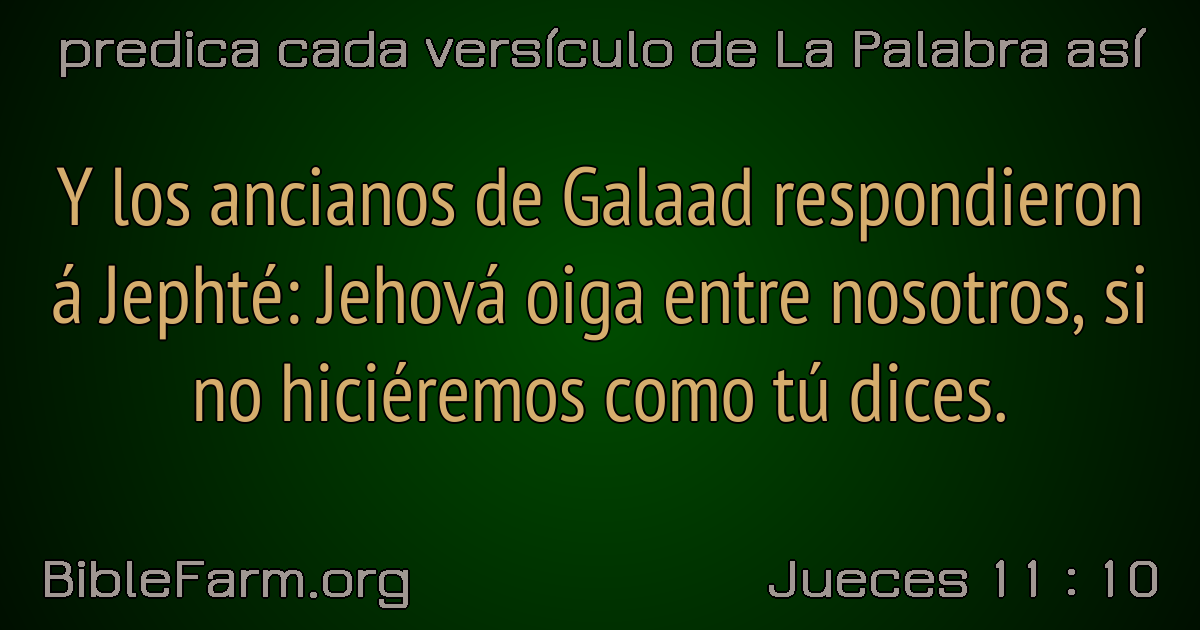 predica cada versículo de La Palabra así
Y los ancianos de Galaad respondieron
á Jephté: Jehová oiga entre nosotros, si
no hiciéremos como tú dices.
BibleFarm.org
Jueces 11 : 10